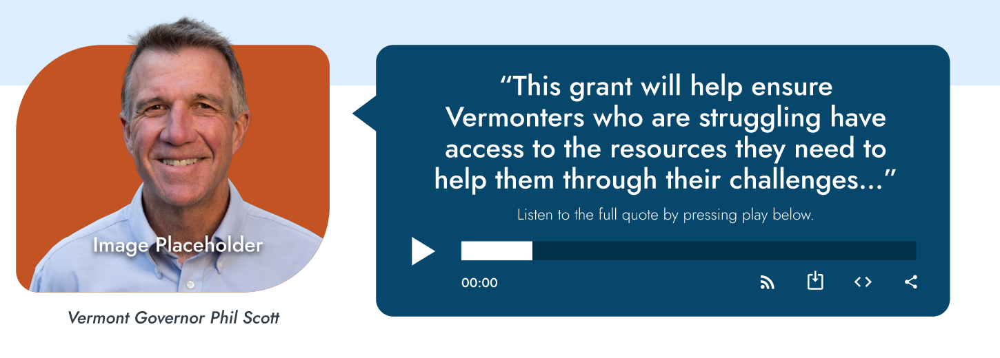 Image Placeholder
Vermont Governor Phil Scott
“This grant will help ensure
Vermonters who are struggling have
access to the resources they need to
help them through their challenges...”
Listen to the full quote by pressing play below.
00:00